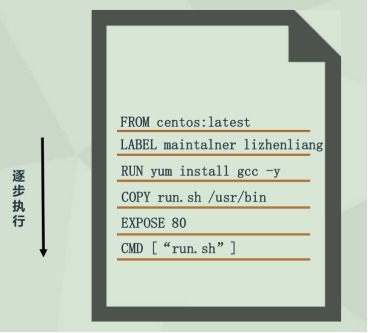 FROM centos:latest
LABEL maintalner lizhenliang
RUN yum install gcc -y
COPY run.sh /usr/bin
EXPOSE 80
CMD [ “run.sh” ]
逐步执行